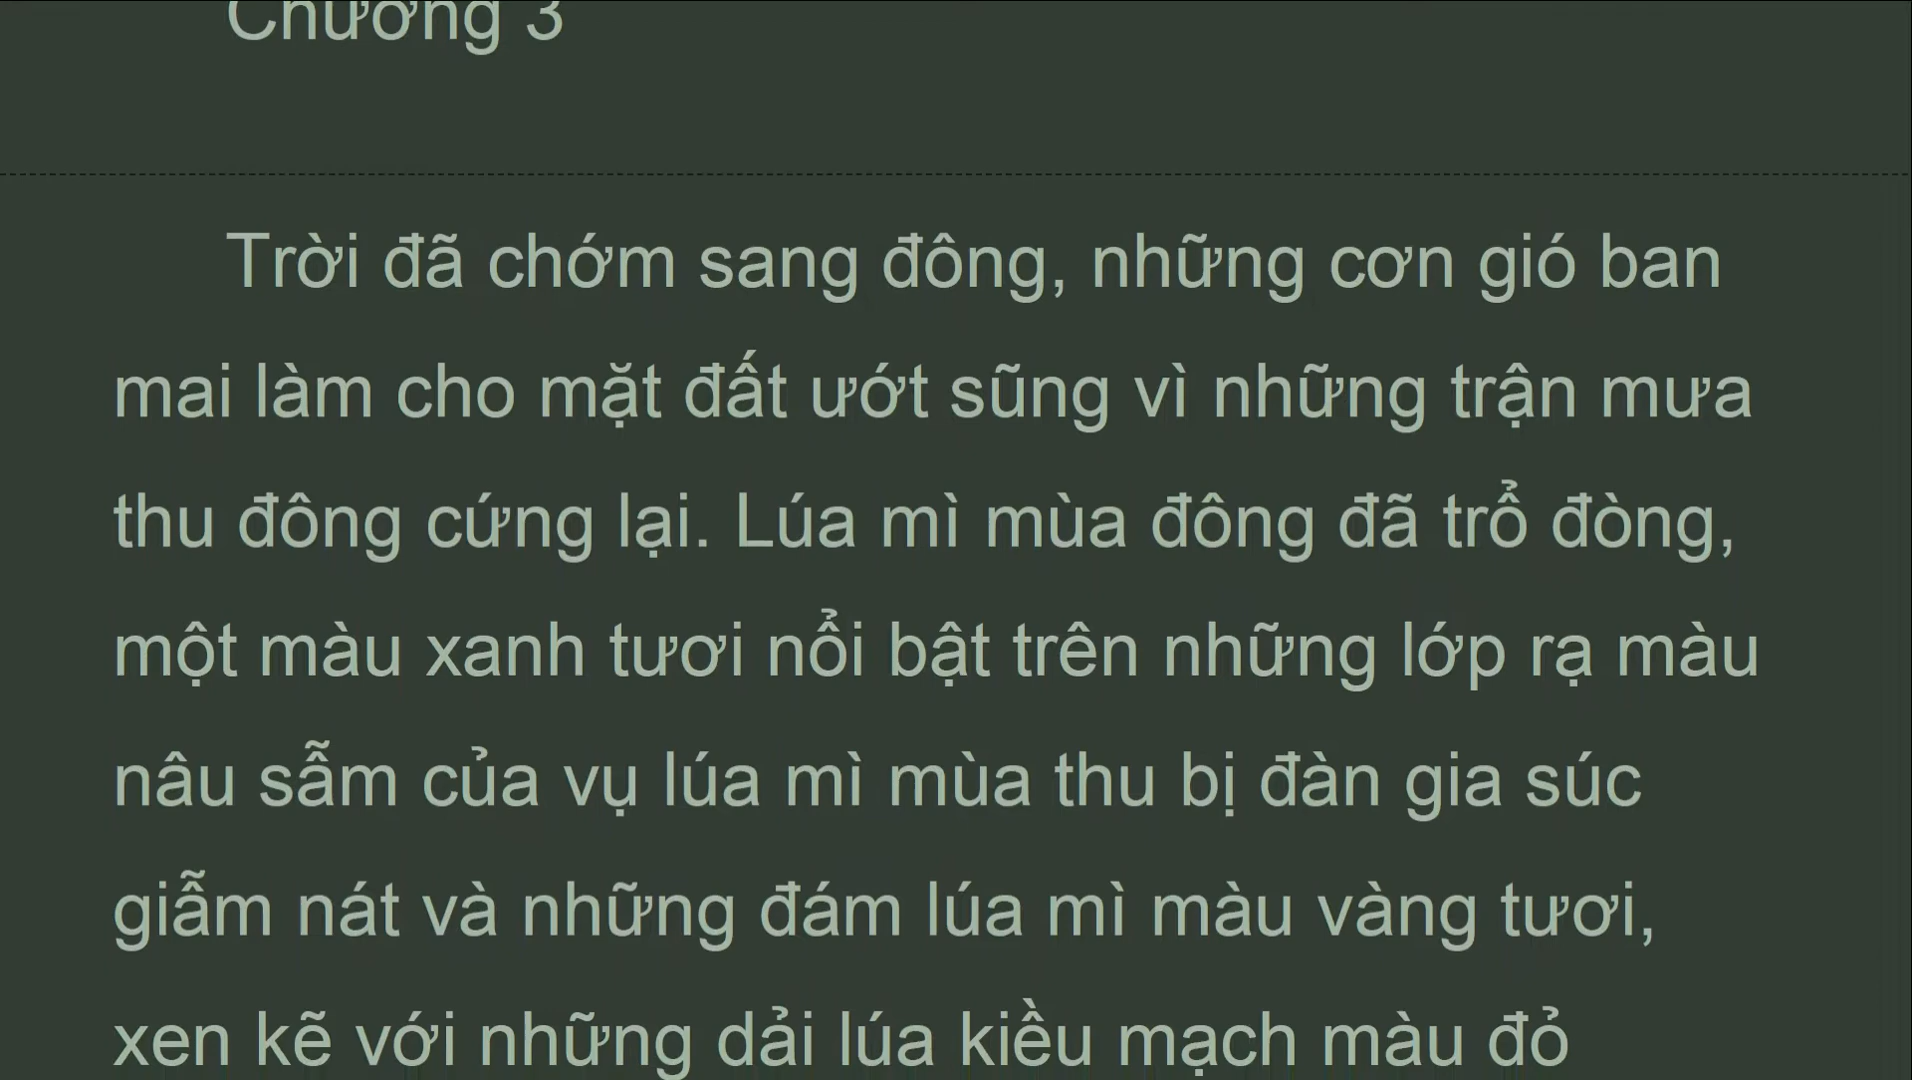 Chương 3
Trời đã chớm sang đông, những cơn gió ban
mai làm cho mặt đất ướt sũng vì những trận mưa
thu đông cứng lại. Lúa mì mùa đông đã trổ đòng,
một màu xanh tươi nổi bật trên những lớp rạ màu
nâu sẫm của vụ lúa mì mùa thu bị đàn gia súc
giẫm nát và những đám lúa mì màu vàng tươi,
xen kẽ với những dải lúa kiều mạch màu đỏ